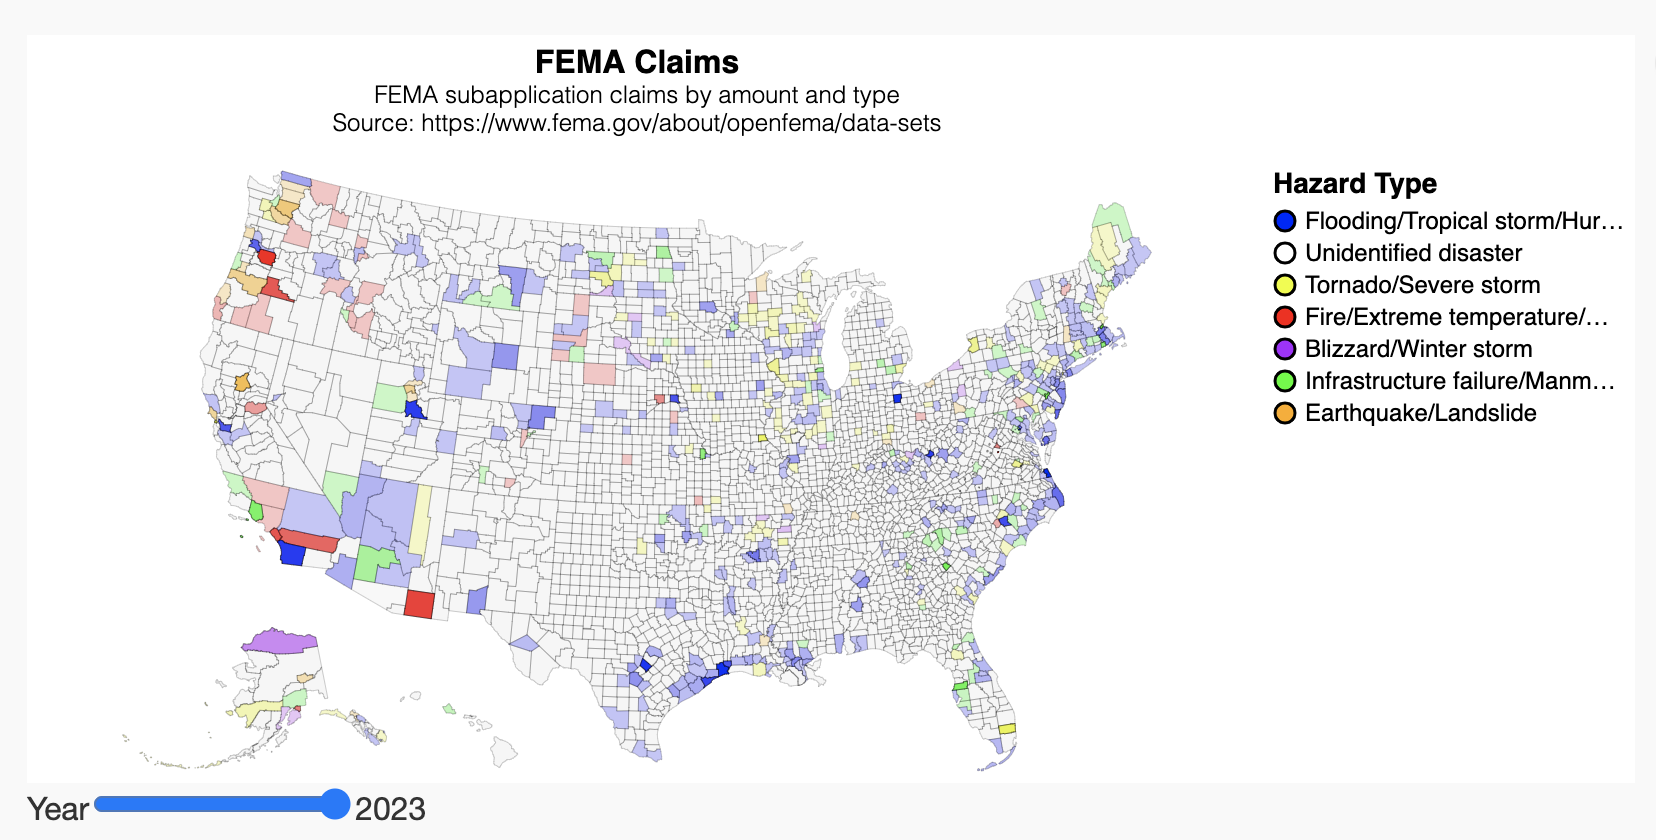 FEMA Claims
FEMA subapplication claims by amount and type
Source: https://www.fema.gov/about/openfema/data-sets
Hazard Type
Flooding/Tropical storm/Hur...
Unidentified disaster
Tornado/Severe storm
Fire/Extreme temperature/...
Blizzard/Winter storm
Infrastructure failure/Manm...
Earthquake/Landslide
Year 2023